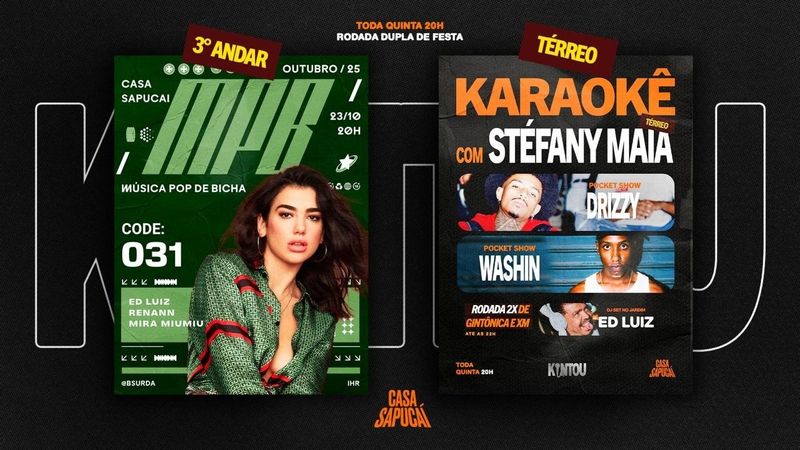 TODA QUINTA 20H
RODADA DUPLA DE FESTA
3º ANDAR
CASA
SAPUCAI
OUTUBRO / 25
MPB
/
23/10
20H
/
MÚSICA POP DE BICHA
CODE:
031
ED LUIZ
RENANN
MIRA MIUMIU
@BSURDA
IHR
TÉRREO
KARAOKÊ
TÉRREO
COM STÉFANY MAIA
POCKET SHOW
DRIZZY
POCKET SHOW
WASHIN
RODADA 2X DE
GINTÔNICA E XM
ATÉ AS 22H
DJ SET NO JARDIM
ED LUIZ
TODA
QUINTA 20H
KANTOU
CASA
SAPUCAÍ
CASA
SAPUCAÍ